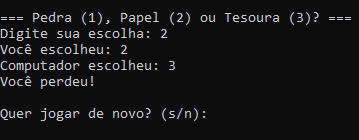 === Pedra (1), Papel (2) ou Tesoura (3)? ===
Digite sua escolha: 2
Você escolheu: 2
Computador escolheu: 3
Você perdeu!
Quer jogar de novo? (s/n):